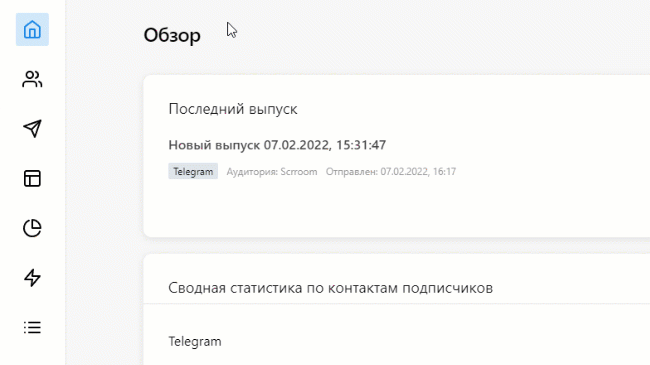 Обзор
Последний выпуск
Новый выпуск 07.02.2022, 15:31:47
Telegram Аудитория: Scrroom Отправлен: 07.02.2022, 16:17
Сводная статистика по контактам подписчиков
Telegram